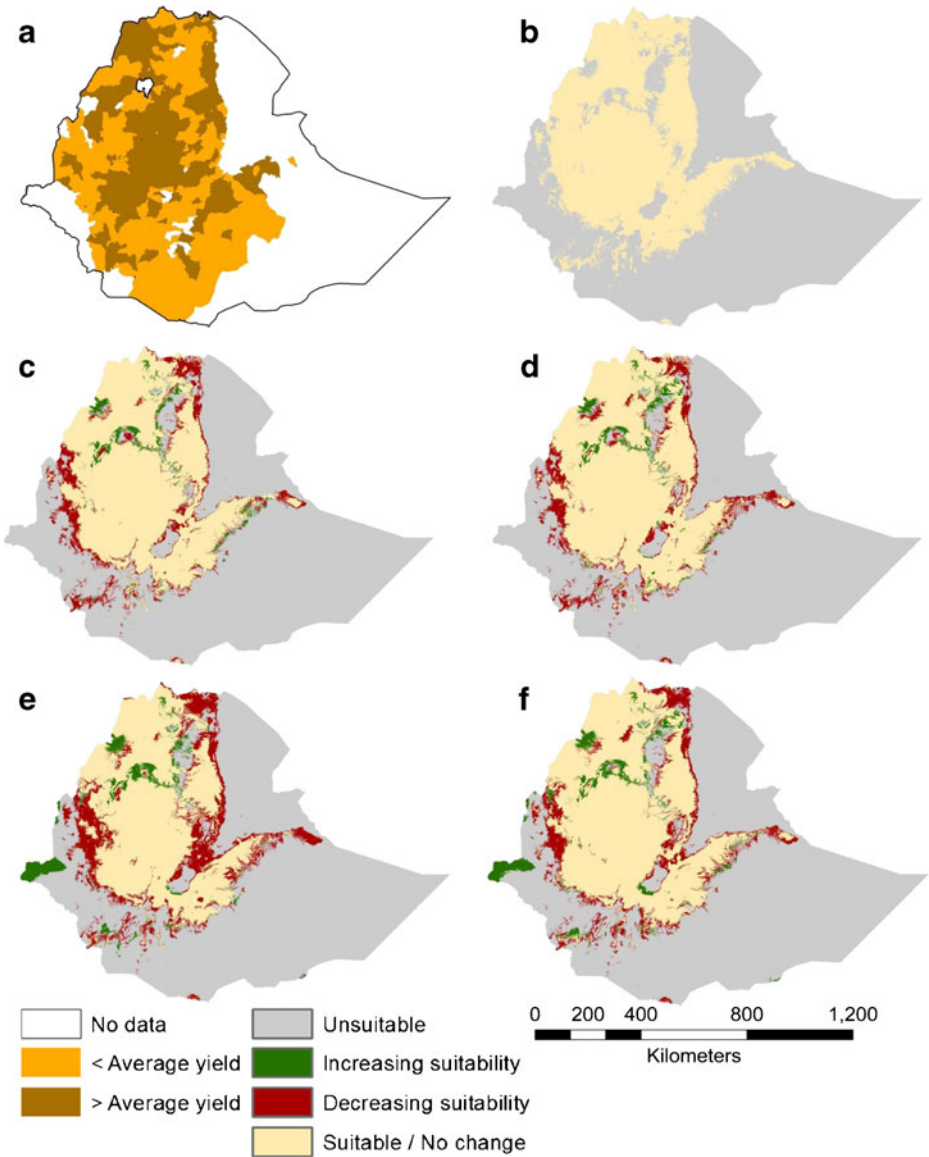 a
b
c
d
e
f
No data
< Average yield
> Average yield
Unsuitable
Increasing suitability
Decreasing suitability
Suitable / No change
0 200 400 800 1,200
Kilometers